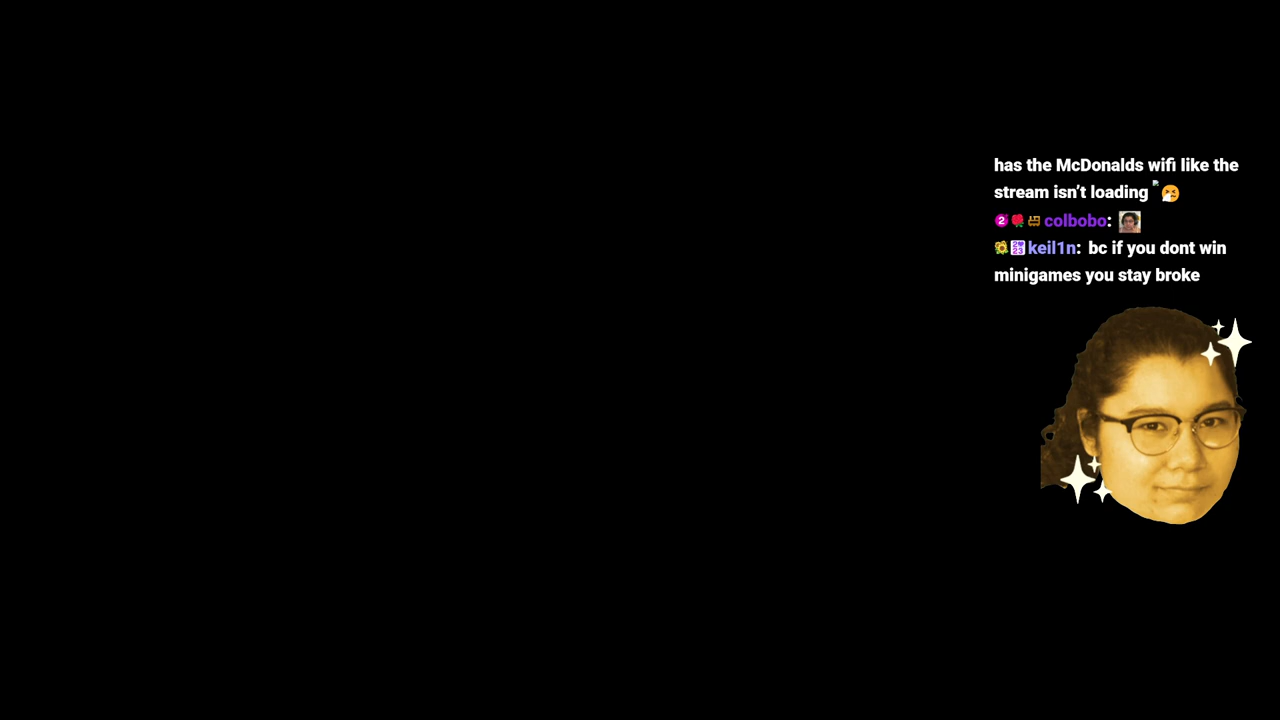 has the McDonalds wifi like the
stream isn't loading
2 colbobo:
keil1n: bc if you dont win
minigames you stay broke